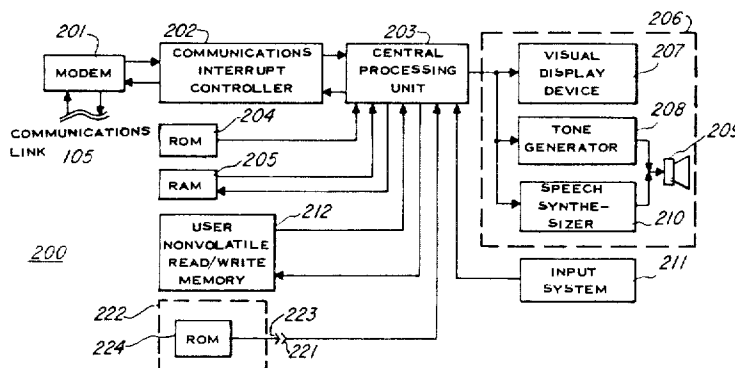 201
MODEM
COMMUNICATIONS
LINK 105
202
COMMUNICATIONS
INTERRUPT
CONTROLLER
203
CENTRAL
PROCESSING
UNIT
204
ROM
205
RAM
212
USER
NONVOLATILE
READ/WRITE
MEMORY
200
222
224
ROM
223
221
206
VISUAL
DISPLAY
DEVICE
207
208
TONE
GENERATOR
209
SPEECH
SYNTHE-
SIZER
210
INPUT
SYSTEM
211